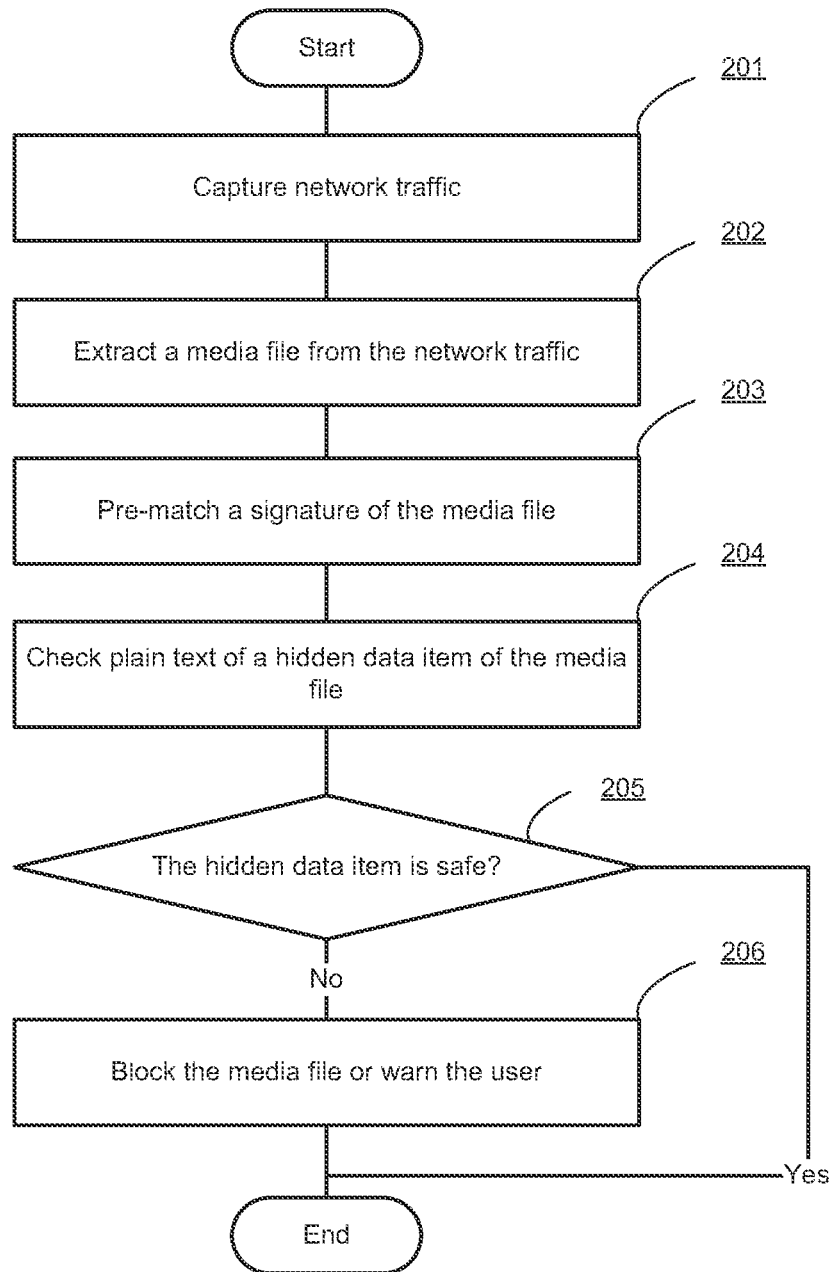 Start
201
Capture network traffic
202
Extract a media file from the network traffic
203
Pre-match a signature of the media file
204
Check plain text of a hidden data item of the media
file
205
The hidden data item is safe?
No
206
Block the media file or warn the user
Yes
End